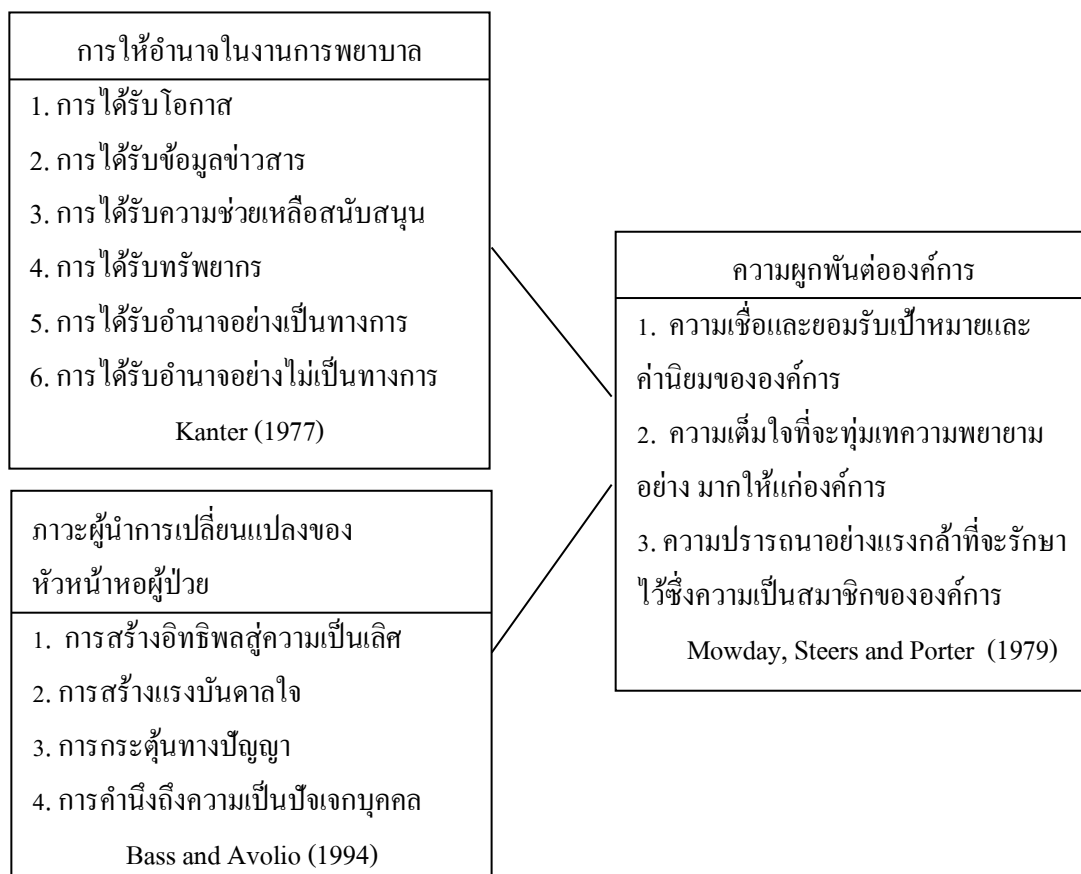 การให้อำนาจในงานการพยาบาล
1. การได้รับโอกาส
2. การได้รับข้อมูลข่าวสาร
3. การได้รับความช่วยเหลือสนับสนุน
4. การได้รับทรัพยากร
5. การได้รับอำนาจอย่างเป็นทางการ
6. การได้รับอำนาจอย่างไม่เป็นทางการ
Kanter (1977)
ภาวะผู้นำการเปลี่ยนแปลงของ
หัวหน้าหอผู้ป่วย
1. การสร้างอิทธิพลสู่ความเป็นเลิศ
2. การสร้างแรงบันดาลใจ
3. การกระตุ้นทางปัญญา
4. การคำนึงถึงความเป็นปัจเจกบุคคล
Bass and Avolio (1994)
ความผูกพันต่อองค์การ
1. ความเชื่อและยอมรับเป้าหมายและ
ค่านิยมขององค์การ
2. ความเต็มใจที่จะทุ่มเทความพยายาม
อย่าง มากให้แก่องค์การ
3. ความปรารถนาอย่างแรงกล้าที่จะรักษา
ไว้ซึ่งความเป็นสมาชิกขององค์การ
Mowday, Steers and Porter (1979)